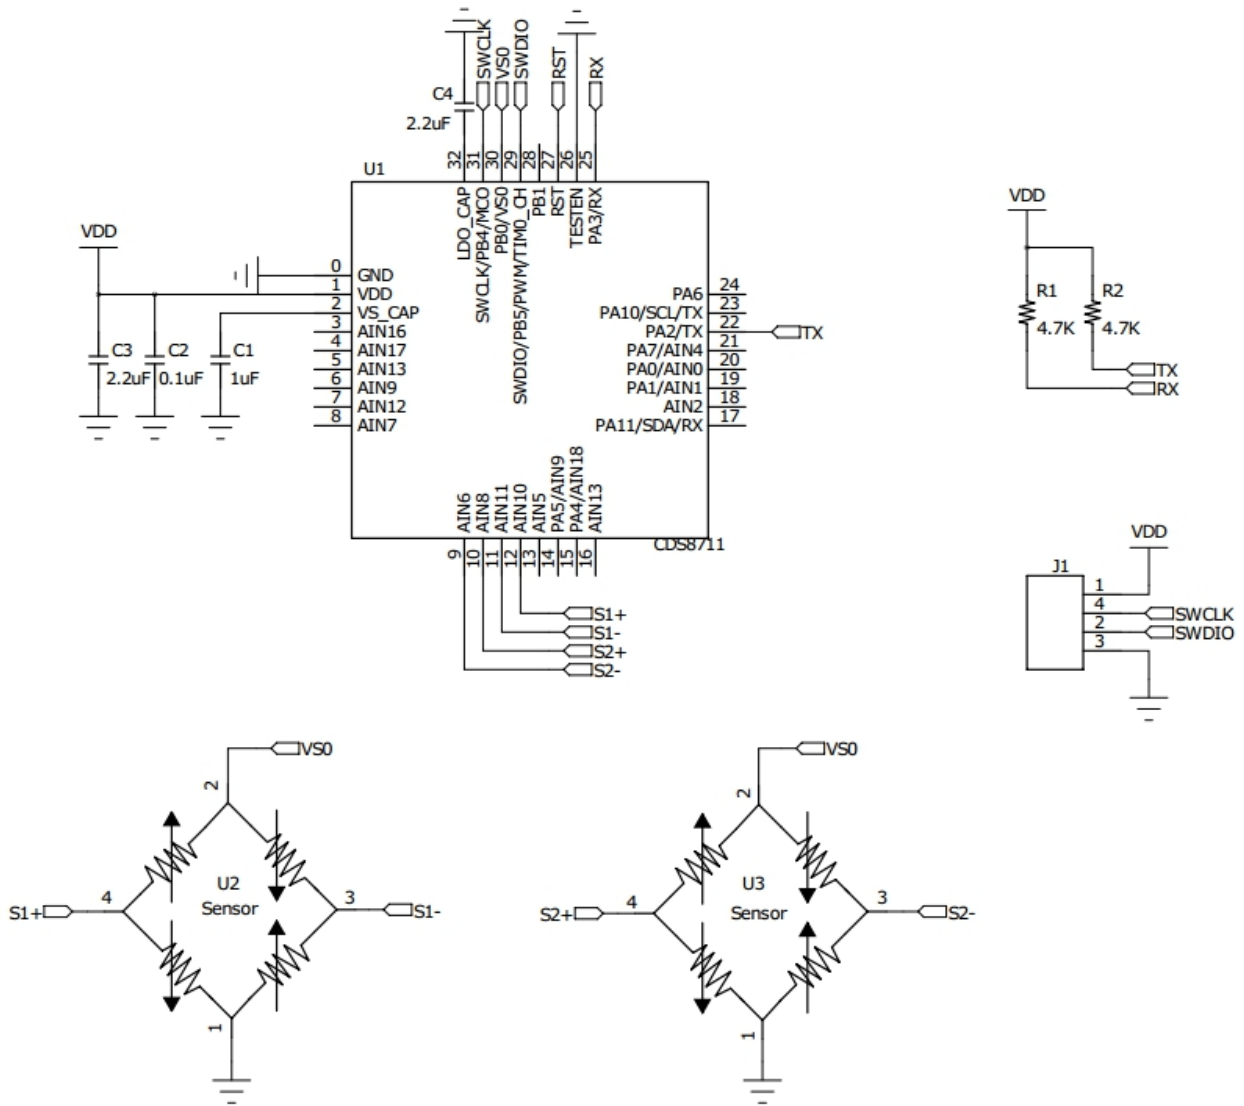 SWCLK
VS0
SWDIO
RST
RX
C4
2.2uF
32
31
30
29
28
27
26
25
U1
LDO_CAP
SWCLK/PB4/MCO
PB0/VS0
SWDIO/PB5/PWM/TIM0_CH
PB1
RST
TESTEN
PA3/RX
VDD
0 GND
1 VDD
2 VS_CAP
3 AIN16
4 AIN17
5 AIN13
6 AIN9
7 AIN12
8 AIN7
C3
2.2uF
C2
0.1uF
C1
1uF
PA6 24
PA10/SCL/TX 23
PA2/TX 22 TX
PA7/AIN4 21
PA0/AIN0 20
PA1/AIN1 19
AIN2 18
PA11/SDA/RX 17
AIN6
AIN8
AIN11
AIN10
AIN5
PA5/AIN9
PA4/AIN18
AIN13
CDS8711
9
10
11
12
13
14
15
16
S1+
S1-
S2+
S2-
VDD
R1
4.7K
R2
4.7K
TX
RX
VDD
J1
1
4 SWCLK
2 SWDIO
3
VS0
2
U2
Sensor
S1+ 4
3 S1-
1
VS0
2
U3
Sensor
S2+ 4
3 S2-
1